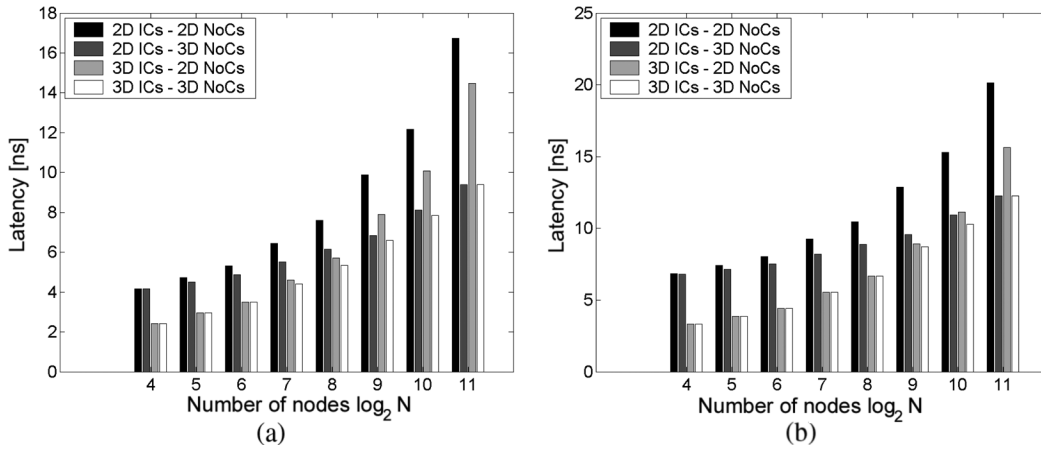 18
16
14
12
10
8
6
4
2
0
Latency [ns]
2D ICs - 2D NoCs
2D ICs - 3D NoCs
3D ICs - 2D NoCs
3D ICs - 3D NoCs
4 5 6 7 8 9 10 11
Number of nodes log₂ N
(a)
25
20
15
10
5
0
Latency [ns]
2D ICs - 2D NoCs
2D ICs - 3D NoCs
3D ICs - 2D NoCs
3D ICs - 3D NoCs
4 5 6 7 8 9 10 11
Number of nodes log₂ N
(b)